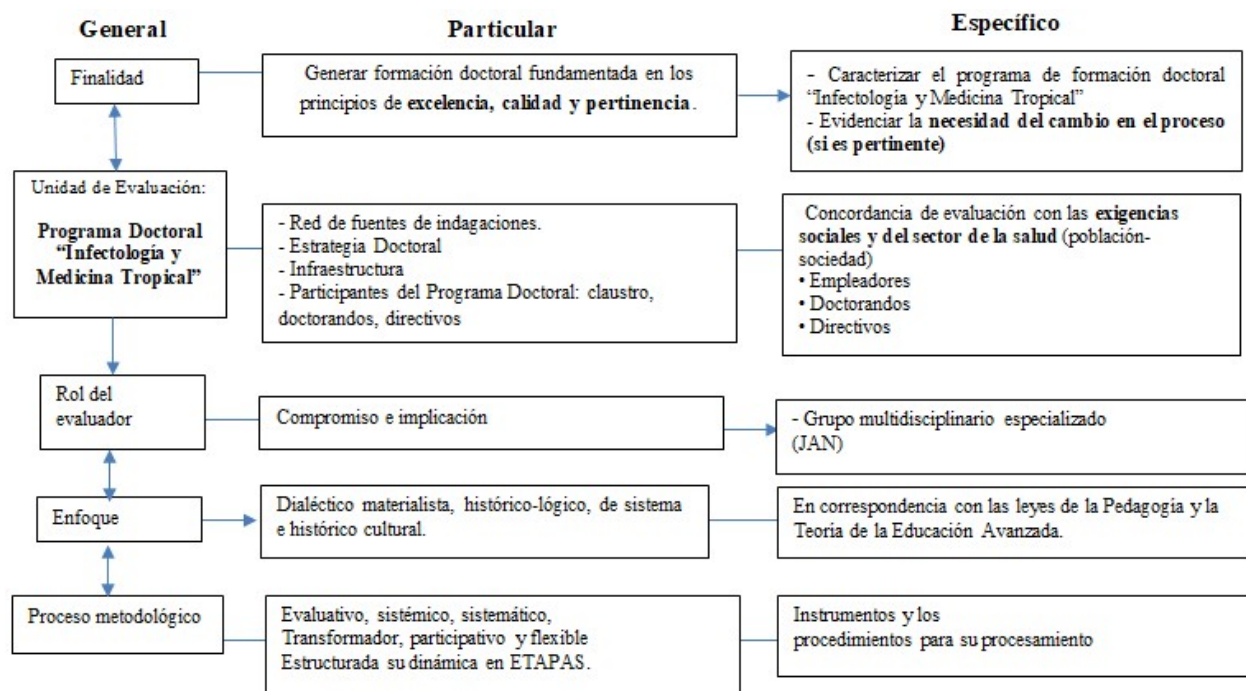 General
Particular
Específico
Finalidad
Generar formación doctoral fundamentada en los
principios de excelencia, calidad y pertinencia.
- Caracterizar el programa de formación doctoral
“Infectología y Medicina Tropical”
- Evidenciar la necesidad del cambio en el proceso
(si es pertinente)
Unidad de Evaluación:
Programa Doctoral
“Infectología y
Medicina Tropical”
- Red de fuentes de indagaciones.
- Estrategia Doctoral
- Infraestructura
- Participantes del Programa Doctoral: claustro,
doctorandos, directivos
Concordancia de evaluación con las exigencias
sociales y del sector de la salud (población-
sociedad)
• Empleadores
• Doctorandos
• Directivos
Rol del
evaluador
Compromiso e implicación
- Grupo multidisciplinario especializado
(JAN)
Enfoque
Dialéctico materialista, histórico-lógico, de sistema
e histórico cultural.
En correspondencia con las leyes de la Pedagogía y la
Teoría de la Educación Avanzada.
Proceso metodológico
Evaluativo, sistémico, sistemático,
Transformador, participativo y flexible
Estructurada su dinámica en ETAPAS.
Instrumentos y los
procedimientos para su procesamiento